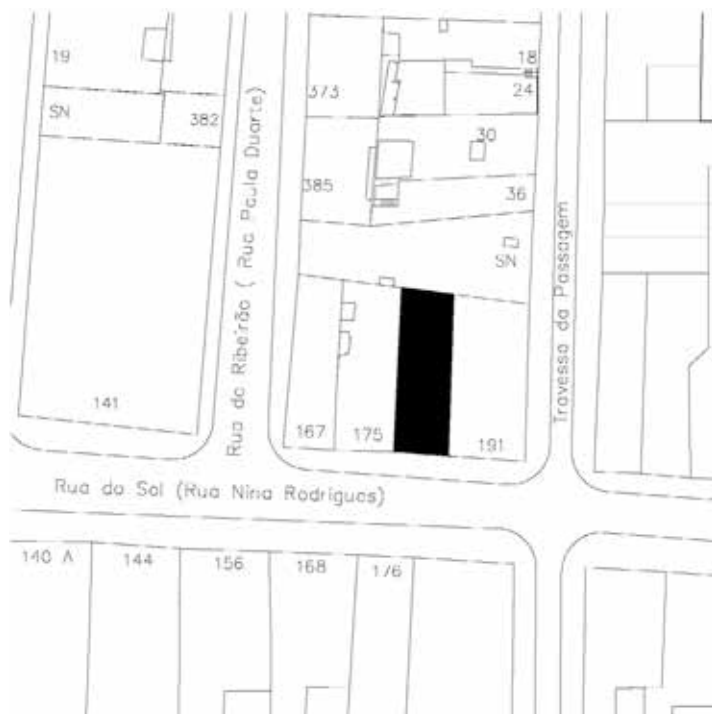 19
18
373
24
SN
382
30
385
36
SN
Rua do Ribeirão ( Rua Paula Duarte)
Travessa da Passagem
141
167
175
191
Rua do Sol (Rua Nina Rodrigues)
140 A
144
156
168
176